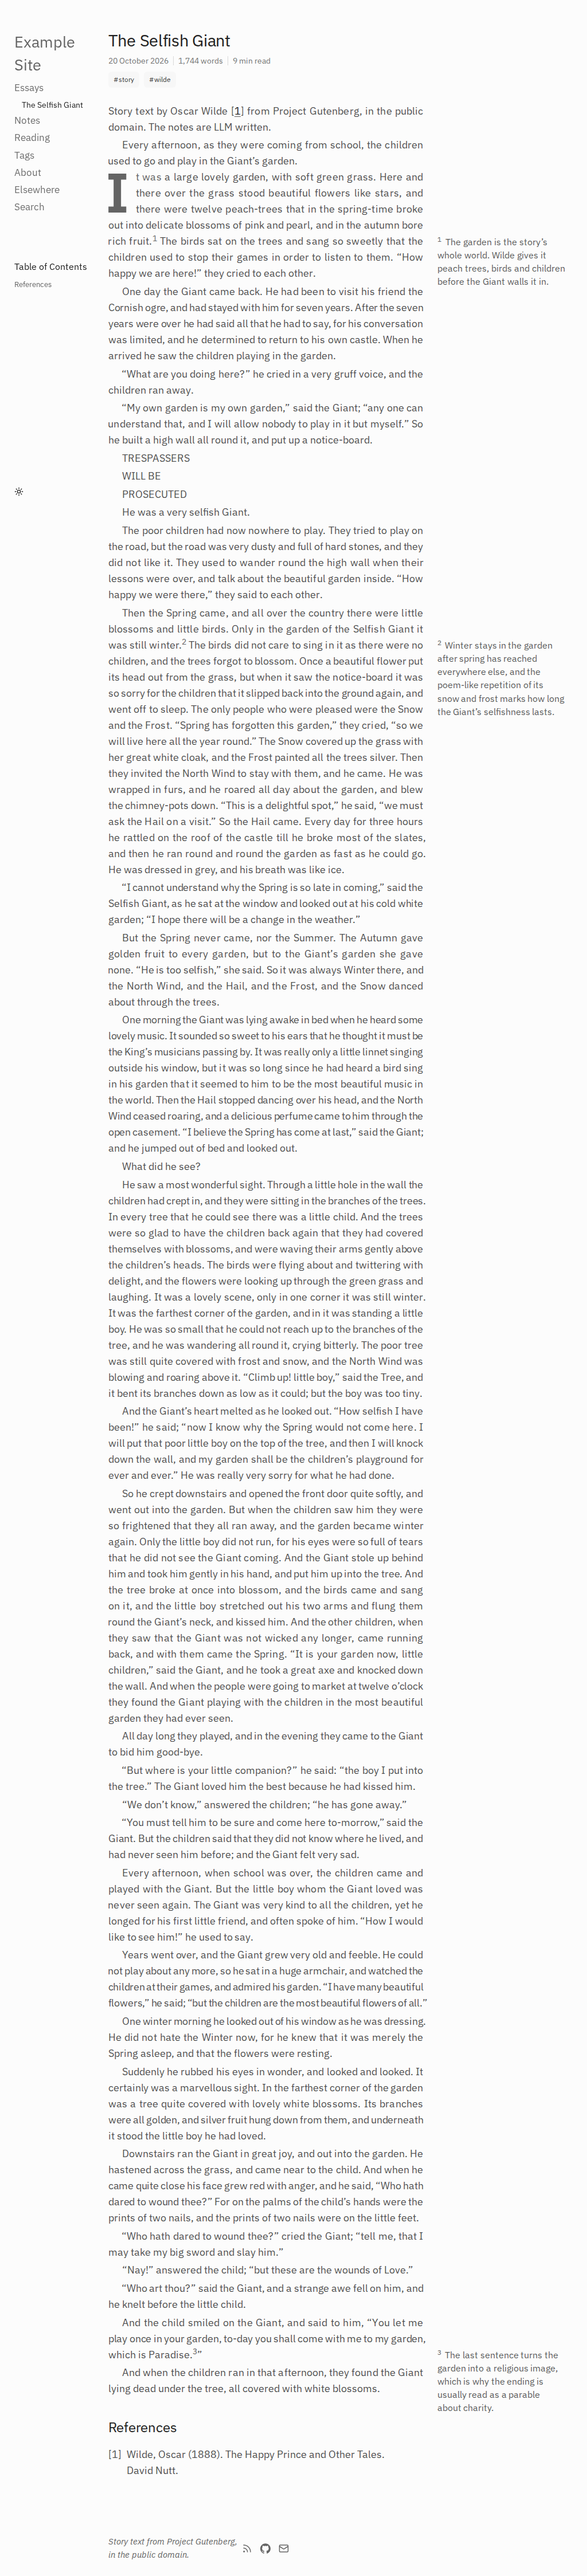 Example
Site
Essays
The Selfish Giant
Notes
Reading
Tags
About
Elsewhere
Search
Table of Contents
References
The Selfish Giant
20 October 2026 | 1,744 words | 9 min read
#story #wilde
Story text by Oscar Wilde [1] from Project Gutenberg, in the public
domain. The notes are LLM written.
Every afternoon, as they were coming from school, the children
used to go and play in the Giant’s garden.
It was a large lovely garden, with soft green grass. Here and
there over the grass stood beautiful flowers like stars, and
there were twelve peach-trees that in the spring-time broke
out into delicate blossoms of pink and pearl, and in the autumn bore
rich fruit.1 The birds sat on the trees and sang so sweetly that the
children used to stop their games in order to listen to them. “How
happy we are here!” they cried to each other.
1 The garden is the story’s
whole world. Wilde gives it
peach trees, birds and children
before the Giant walls it in.
One day the Giant came back. He had been to visit his friend the
Cornish ogre, and had stayed with him for seven years. After the seven
years were over he had said all that he had to say, for his conversation
was limited, and he determined to return to his own castle. When he
arrived he saw the children playing in the garden.
“What are you doing here?” he cried in a very gruff voice, and the
children ran away.
“My own garden is my own garden,” said the Giant; “any one can
understand that, and I will allow nobody to play in it but myself.” So
he built a high wall all round it, and put up a notice-board.
TRESPASSERS
WILL BE
PROSECUTED
He was a very selfish Giant.
The poor children had now nowhere to play. They tried to play on
the road, but the road was very dusty and full of hard stones, and they
did not like it. They used to wander round the high wall when their
lessons were over, and talk about the beautiful garden inside. “How
happy we were there,” they said to each other.
Then the Spring came, and all over the country there were little
blossoms and little birds. Only in the garden of the Selfish Giant it
was still winter.2 The birds did not care to sing in it as there were no
children, and the trees forgot to blossom. Once a beautiful flower put
its head out from the grass, but when it saw the notice-board it was
so sorry for the children that it slipped back into the ground again, and
went off to sleep. The only people who were pleased were the Snow
and the Frost. “Spring has forgotten this garden,” they cried, “so we
will live here all the year round.” The Snow covered up the grass with
her great white cloak, and the Frost painted all the trees silver. Then
they invited the North Wind to stay with them, and he came. He was
wrapped in furs, and he roared all day about the garden, and blew
the chimney-pots down. “This is a delightful spot,” he said, “we must
ask the Hail on a visit.” So the Hail came. Every day for three hours
he rattled on the roof of the castle till he broke most of the slates,
and then he ran round and round the garden as fast as he could go.
He was dressed in grey, and his breath was like ice.
2 Winter stays in the garden
after spring has reached
everywhere else, and the
poem-like repetition of its
snow and frost marks how long
the Giant’s selfishness lasts.
“I cannot understand why the Spring is so late in coming,” said the
Selfish Giant, as he sat at the window and looked out at his cold white
garden; “I hope there will be a change in the weather.”
But the Spring never came, nor the Summer. The Autumn gave
golden fruit to every garden, but to the Giant’s garden she gave
none. “He is too selfish,” she said. So it was always Winter there, and
the North Wind, and the Hail, and the Frost, and the Snow danced
about through the trees.
One morning the Giant was lying awake in bed when he heard some
lovely music. It sounded so sweet to his ears that he thought it must be
the King’s musicians passing by. It was really only a little linnet singing
outside his window, but it was so long since he had heard a bird sing
in his garden that it seemed to him to be the most beautiful music in
the world. Then the Hail stopped dancing over his head, and the North
Wind ceased roaring, and a delicious perfume came to him through the
open casement. “I believe the Spring has come at last,” said the Giant;
and he jumped out of bed and looked out.
What did he see?
He saw a most wonderful sight. Through a little hole in the wall the
children had crept in, and they were sitting in the branches of the trees.
In every tree that he could see there was a little child. And the trees
were so glad to have the children back again that they had covered
themselves with blossoms, and were waving their arms gently above
the children’s heads. The birds were flying about and twittering with
delight, and the flowers were looking up through the green grass and
laughing. It was a lovely scene, only in one corner it was still winter.
It was the farthest corner of the garden, and in it was standing a little
boy. He was so small that he could not reach up to the branches of the
tree, and he was wandering all round it, crying bitterly. The poor tree
was still quite covered with frost and snow, and the North Wind was
blowing and roaring above it. “Climb up! little boy,” said the Tree, and
it bent its branches down as low as it could; but the boy was too tiny.
And the Giant’s heart melted as he looked out. “How selfish I have
been!” he said; “now I know why the Spring would not come here. I
will put that poor little boy on the top of the tree, and then I will knock
down the wall, and my garden shall be the children’s playground for
ever and ever.” He was really very sorry for what he had done.
So he crept downstairs and opened the front door quite softly, and
went out into the garden. But when the children saw him they were
so frightened that they all ran away, and the garden became winter
again. Only the little boy did not run, for his eyes were so full of tears
that he did not see the Giant coming. And the Giant stole up behind
him and took him gently in his hand, and put him up into the tree. And
the tree broke at once into blossom, and the birds came and sang
on it, and the little boy stretched out his two arms and flung them
round the Giant’s neck, and kissed him. And the other children, when
they saw that the Giant was not wicked any longer, came running
back, and with them came the Spring. “It is your garden now, little
children,” said the Giant, and he took a great axe and knocked down
the wall. And when the people were going to market at twelve o’clock
they found the Giant playing with the children in the most beautiful
garden they had ever seen.
All day long they played, and in the evening they came to the Giant
to bid him good-bye.
“But where is your little companion?” he said: “the boy I put into
the tree.” The Giant loved him the best because he had kissed him.
“We don’t know,” answered the children; “he has gone away.”
“You must tell him to be sure and come here to-morrow,” said the
Giant. But the children said that they did not know where he lived, and
had never seen him before; and the Giant felt very sad.
Every afternoon, when school was over, the children came and
played with the Giant. But the little boy whom the Giant loved was
never seen again. The Giant was very kind to all the children, yet he
longed for his first little friend, and often spoke of him. “How I would
like to see him!” he used to say.
Years went over, and the Giant grew very old and feeble. He could
not play about any more, so he sat in a huge armchair, and watched the
children at their games, and admired his garden. “I have many beautiful
flowers,” he said; “but the children are the most beautiful flowers of all.”
One winter morning he looked out of his window as he was dressing.
He did not hate the Winter now, for he knew that it was merely the
Spring asleep, and that the flowers were resting.
Suddenly he rubbed his eyes in wonder, and looked and looked. It
certainly was a marvellous sight. In the farthest corner of the garden
was a tree quite covered with lovely white blossoms. Its branches
were all golden, and silver fruit hung down from them, and underneath
it stood the little boy he had loved.
Downstairs ran the Giant in great joy, and out into the garden. He
hastened across the grass, and came near to the child. And when he
came quite close his face grew red with anger, and he said, “Who hath
dared to wound thee?” For on the palms of the child’s hands were the
prints of two nails, and the prints of two nails were on the little feet.
“Who hath dared to wound thee?” cried the Giant; “tell me, that I
may take my big sword and slay him.”
“Nay!” answered the child; “but these are the wounds of Love.”
“Who art thou?” said the Giant, and a strange awe fell on him, and
he knelt before the little child.
And the child smiled on the Giant, and said to him, “You let me
play once in your garden, to-day you shall come with me to my garden,
which is Paradise.3”
3 The last sentence turns the
garden into a religious image,
which is why the ending is
usually read as a parable
about charity.
And when the children ran in that afternoon, they found the Giant
lying dead under the tree, all covered with white blossoms.
References
[1] Wilde, Oscar (1888). The Happy Prince and Other Tales.
David Nutt.
Story text from Project Gutenberg,
in the public domain.